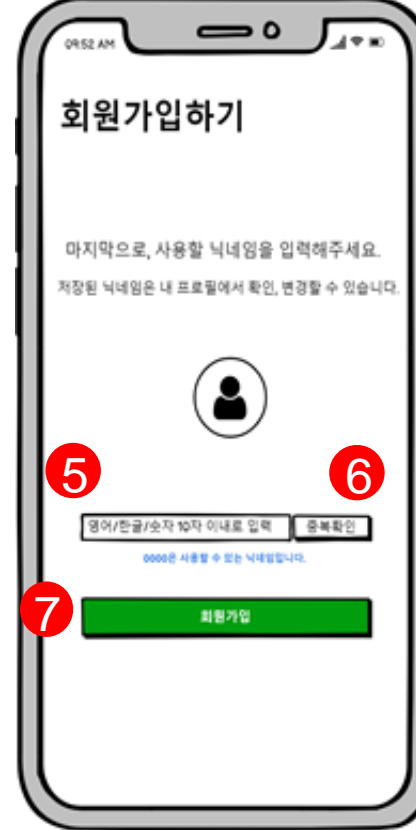 09:52 AM
회원가입하기
마지막으로, 사용할 닉네임을 입력해주세요.
저장된 닉네임은 내 프로필에서 확인, 변경할 수 있습니다.
5
6
영어/한글/숫자 10자 이내로 입력
중복확인
0000은 사용할 수 있는 닉네임입니다.
7
회원가입